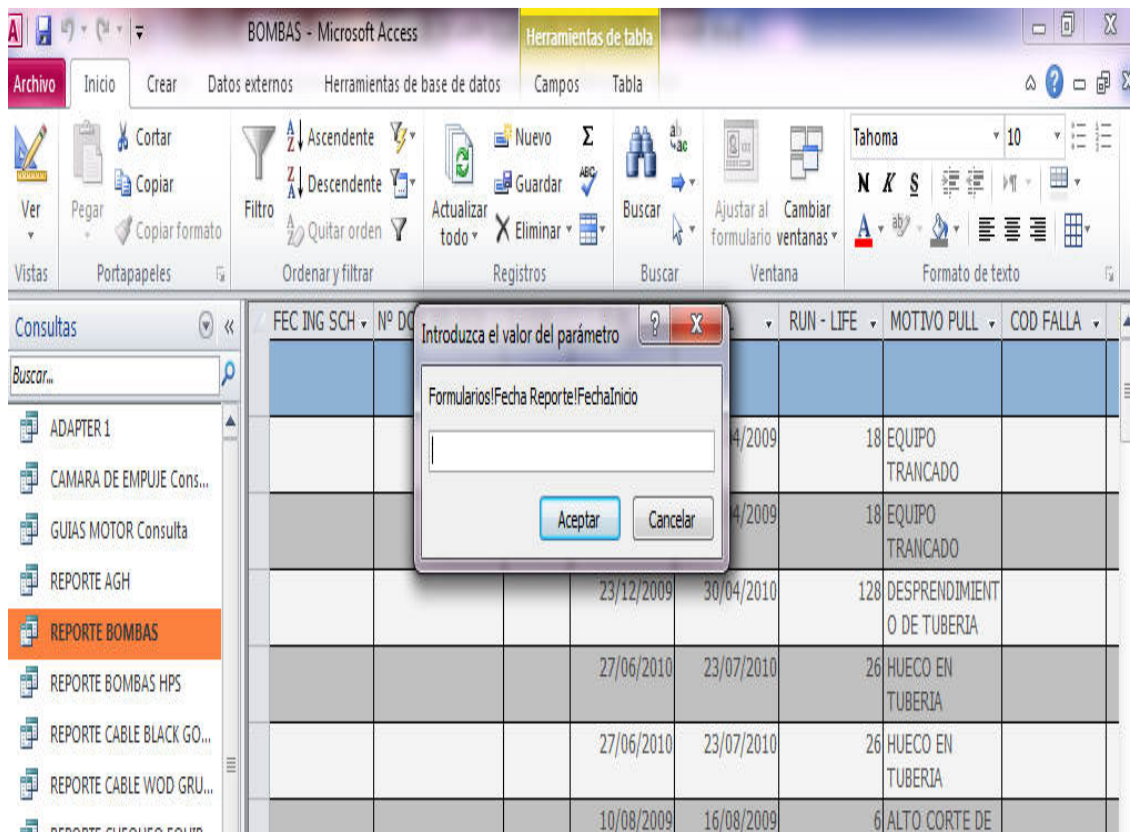 BOMBAS - Microsoft Access
Herramientas de tabla
Archivo Inicio Crear Datos externos Herramientas de base de datos Campos Tabla
Ver
Pegar
Cortar
Copiar
Copiar formato
Filtro
Ascendente
Descendente
Quitar orden
Actualizar todo
Nuevo
Guardar
Eliminar
Buscar
Ajustar al formulario
Cambiar ventanas
Tahoma 10
N K S
Vistas Portapapeles Ordenar y filtrar Registros Buscar Ventana Formato de texto
Consultas
Buscar...
ADAPTER 1
CAMARA DE EMPUJE Cons...
GUIAS MOTOR Consulta
REPORTE AGH
REPORTE BOMBAS
REPORTE BOMBAS HPS
REPORTE CABLE BLACK GO...
REPORTE CABLE WOD GRU...
FEC ING SCH Nº DO RUN - LIFE MOTIVO PULL COD FALLA
Introduzca el valor del parámetro
Formularios!Fecha Reporte!FechaInicio
Aceptar Cancelar
4/2009 18 EQUIPO
TRANCADO
4/2009 18 EQUIPO
TRANCADO
23/12/2009 30/04/2010 128 DESPRENDIMIENT
O DE TUBERIA
27/06/2010 23/07/2010 26 HUECO EN
TUBERIA
27/06/2010 23/07/2010 26 HUECO EN
TUBERIA
10/08/2009 16/08/2009 6 ALTO CORTE DE